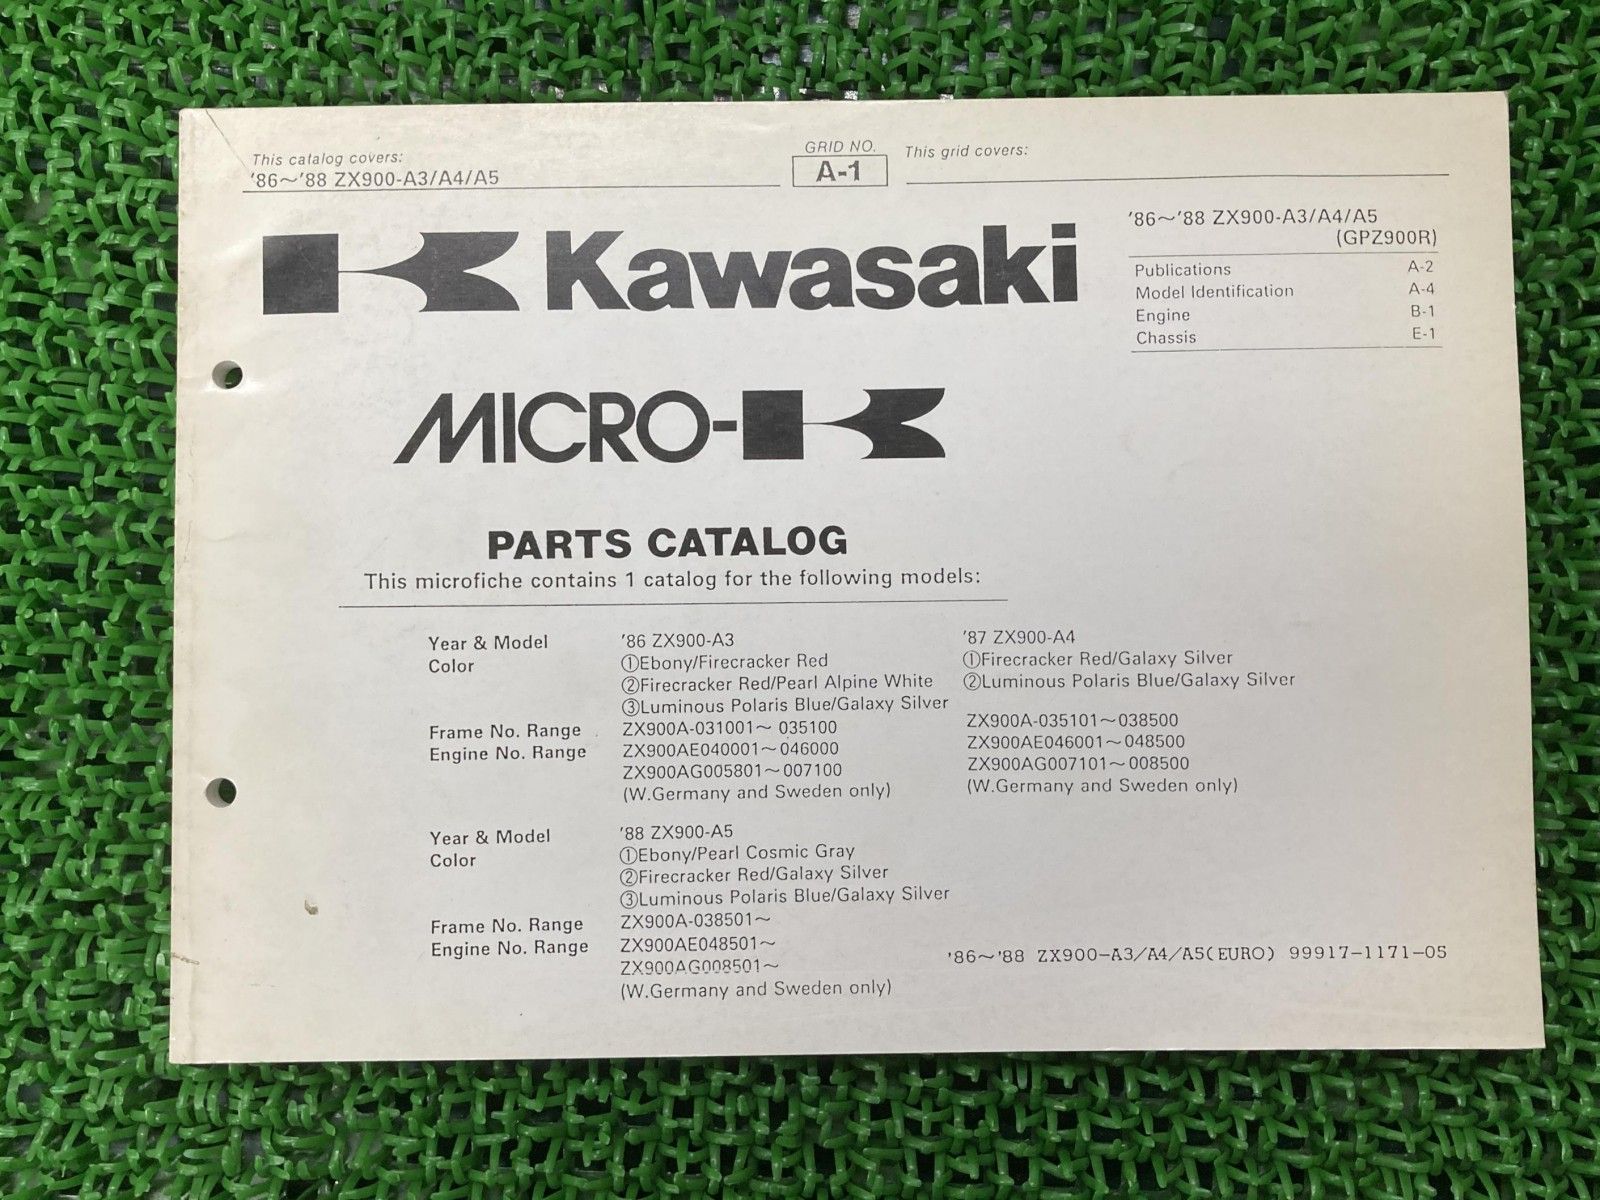 This catalog covers:
'86～'88 ZX900-A3/A4/A5
GRID NO.
A-1
This grid covers:
'86～'88 ZX900-A3/A4/A5
(GPZ900R)
Publications A-2
Model Identification A-4
Engine B-1
Chassis E-1
Kawasaki
MICRO-K
PARTS CATALOG
This microfiche contains 1 catalog for the following models:
Year & Model '86 ZX900-A3 '87 ZX900-A4
Color ①Ebony/Firecracker Red ①Firecracker Red/Galaxy Silver
②Firecracker Red/Pearl Alpine White ②Luminous Polaris Blue/Galaxy Silver
③Luminous Polaris Blue/Galaxy Silver
Frame No. Range ZX900A-031001～035100 ZX900A-035101～038500
Engine No. Range ZX900AE040001～046000 ZX900AE046001～048500
ZX900AG005801～007100 ZX900AG007101～008500
(W.Germany and Sweden only) (W.Germany and Sweden only)
Year & Model '88 ZX900-A5
Color ①Ebony/Pearl Cosmic Gray
②Firecracker Red/Galaxy Silver
③Luminous Polaris Blue/Galaxy Silver
Frame No. Range ZX900A-038501～
Engine No. Range ZX900AE048501～
ZX900AG008501～
(W.Germany and Sweden only)
'86～'88 ZX900-A3/A4/A5(EURO) 99917-1171-05